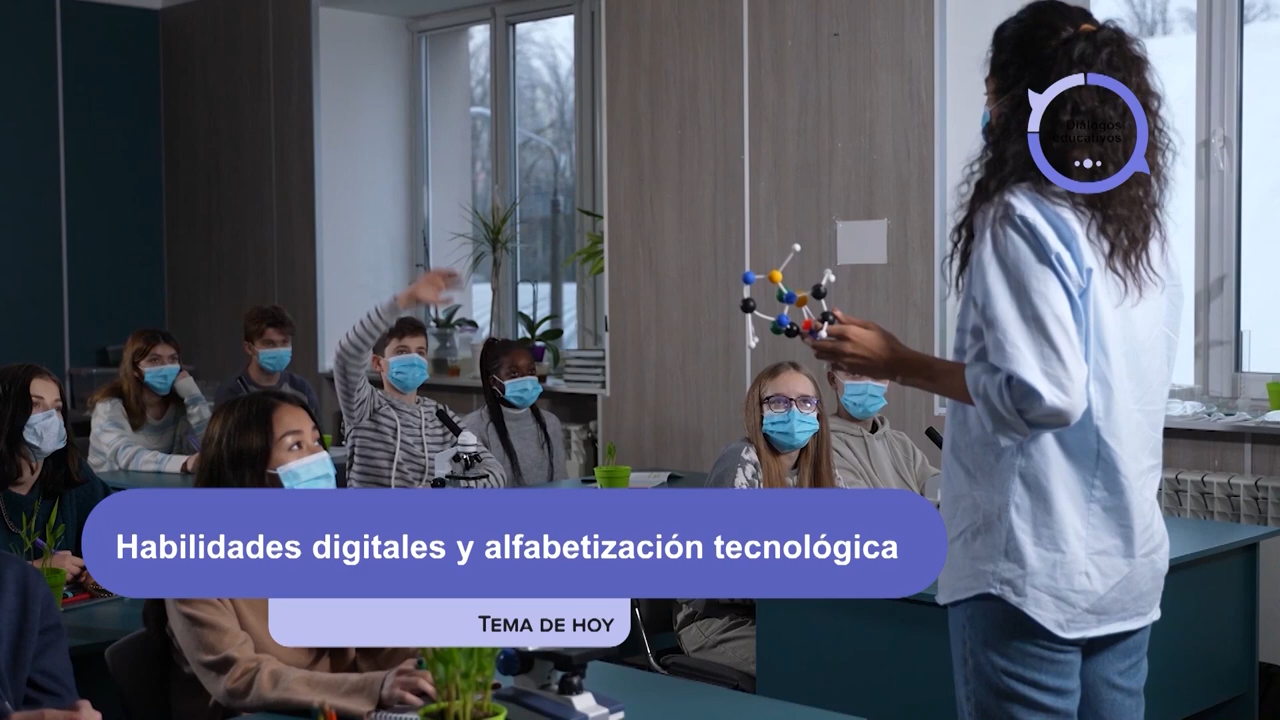 Diálogos
educativos
Habilidades digitales y alfabetización tecnológica
TEMA DE HOY